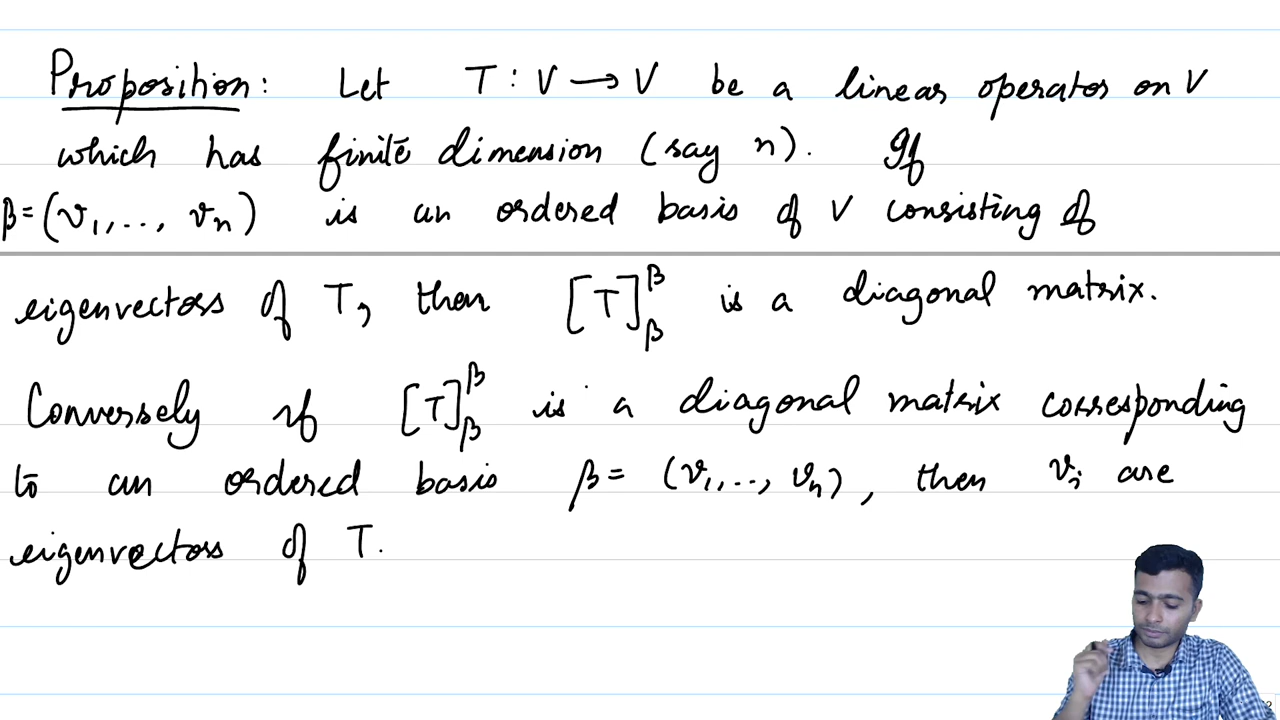 Proposition: Let T : V → V be a linear operator on V
which has finite dimension (say n). If
β = (v₁,..., vₙ) is an ordered basis of V consisting of
eigenvectors of T, then [T]_β^β is a diagonal matrix.
Conversely if [T]_β^β is a diagonal matrix corresponding
to an ordered basis β = (v₁,..., vₙ), then vᵢ are
eigenvectors of T.